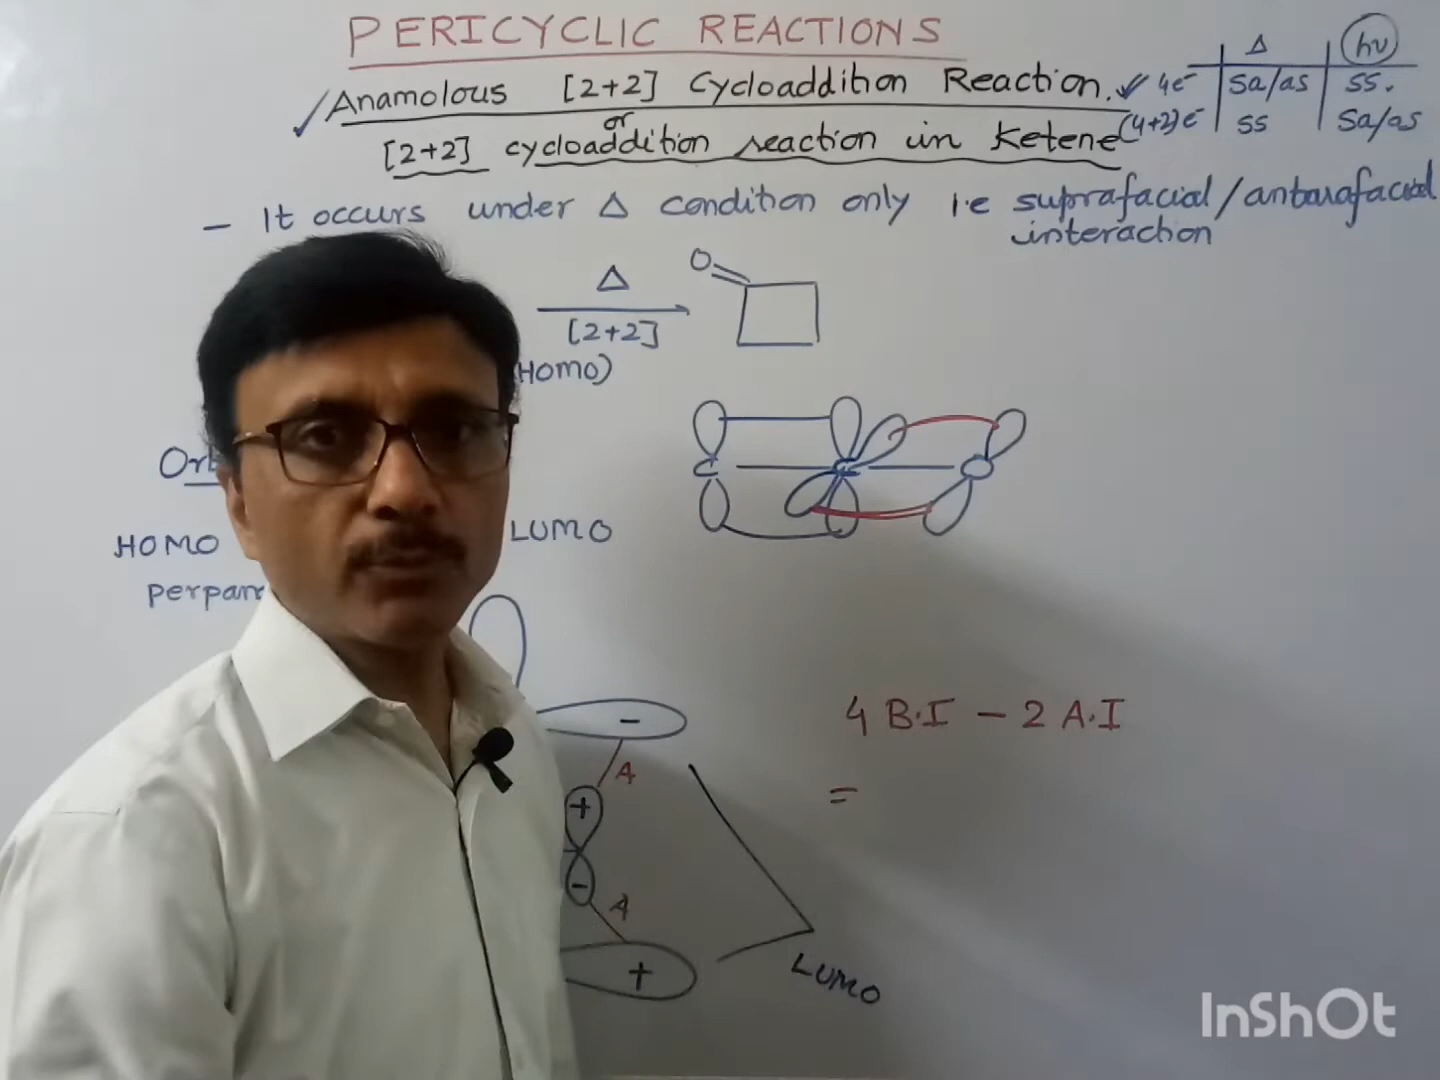 PERICYCLIC REACTIONS
Δ hν
Anamolous [2+2] Cycloaddition Reaction. 4e⁻ sa/as ss.
or
[2+2] cycloaddition reaction in Ketene (4+2)e⁻ ss sa/as
- It occurs under Δ condition only i.e suprafacial/antarafacial
interaction
Δ O
[2+2]
HOMO)
C C O
HOMO LUMO
-
4 B.I - 2 A.I
A
+
=
-
A
+
LUMO
InShOt